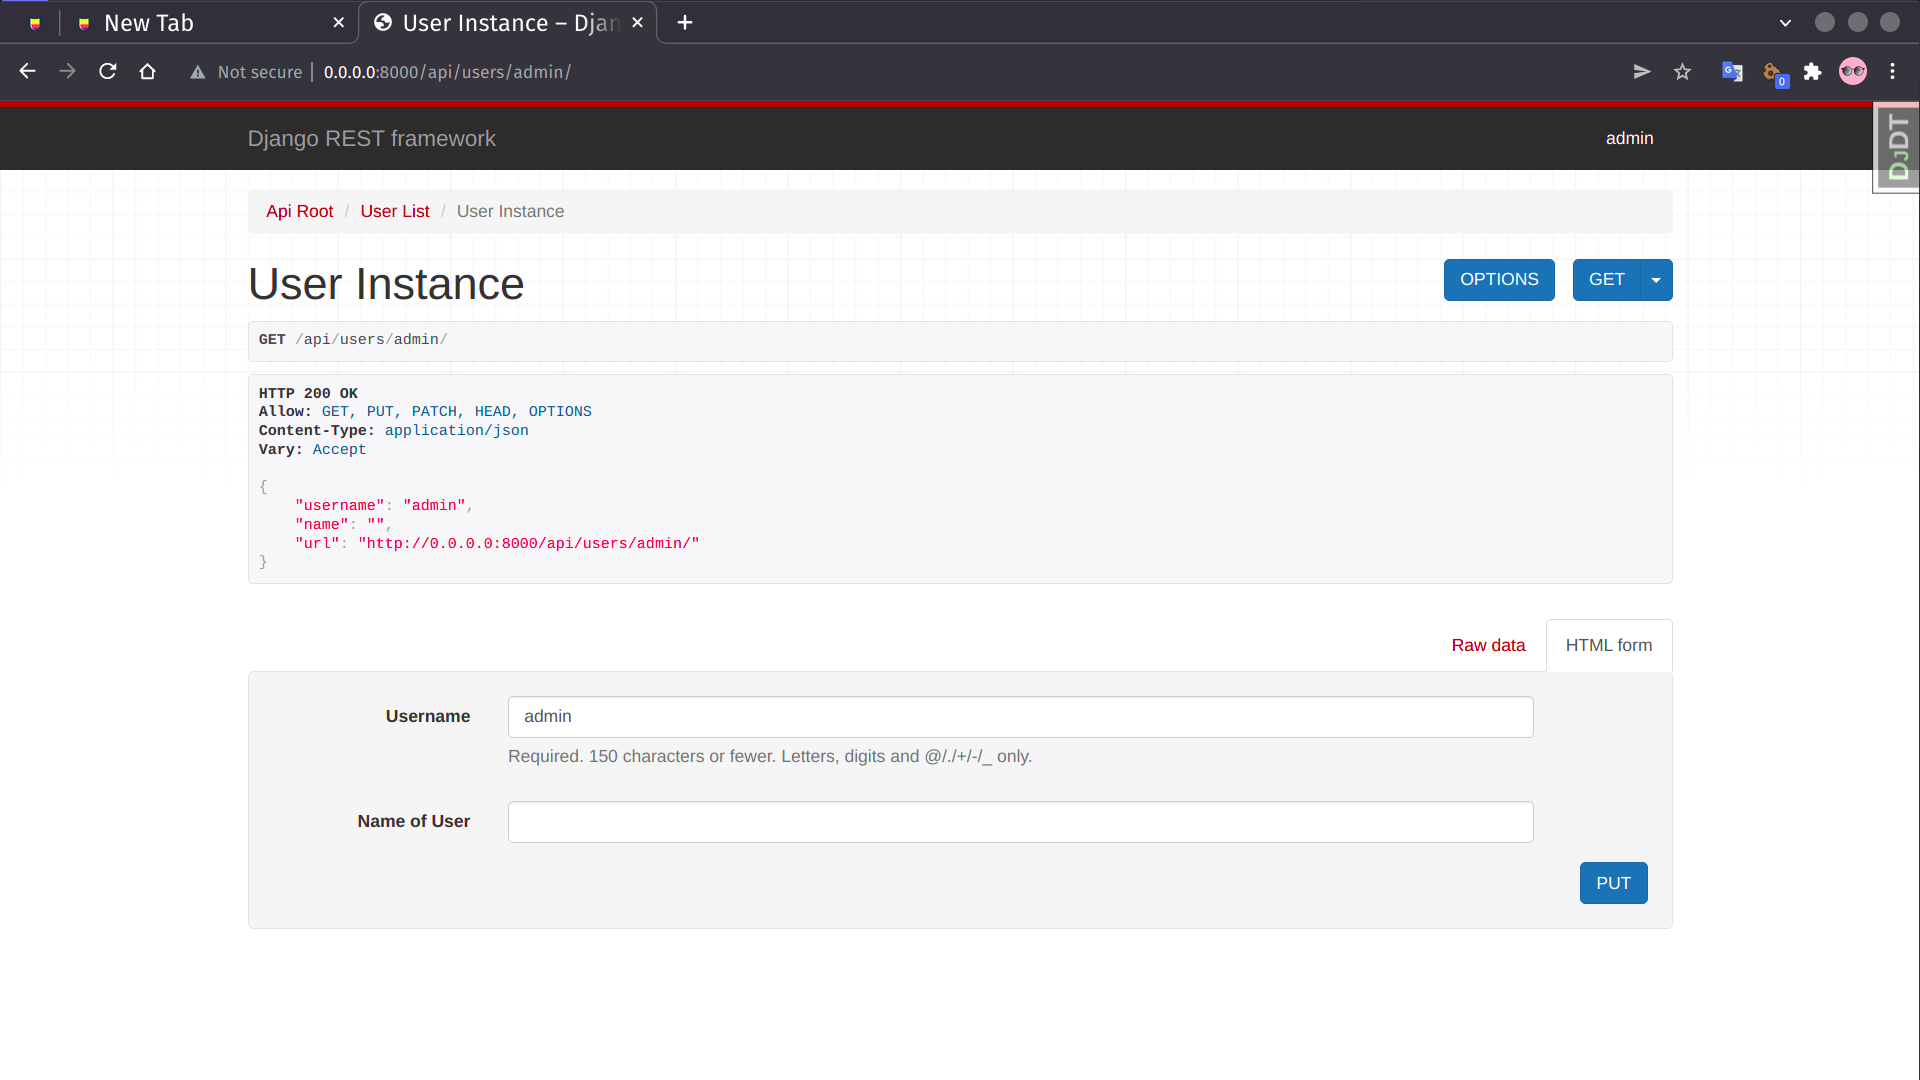 New Tab
User Instance – Djan
Not secure
0.0.0.0:8000/api/users/admin/
0
Django REST framework
admin
DJDT
Api Root / User List / User Instance
User Instance
OPTIONS
GET
GET /api/users/admin/
HTTP 200 OK
Allow: GET, PUT, PATCH, HEAD, OPTIONS
Content-Type: application/json
Vary: Accept
{
"username": "admin",
"name": "",
"url": "http://0.0.0.0:8000/api/users/admin/"
}
Raw data
HTML form
Username
admin
Required. 150 characters or fewer. Letters, digits and @/./+/-/_ only.
Name of User
PUT